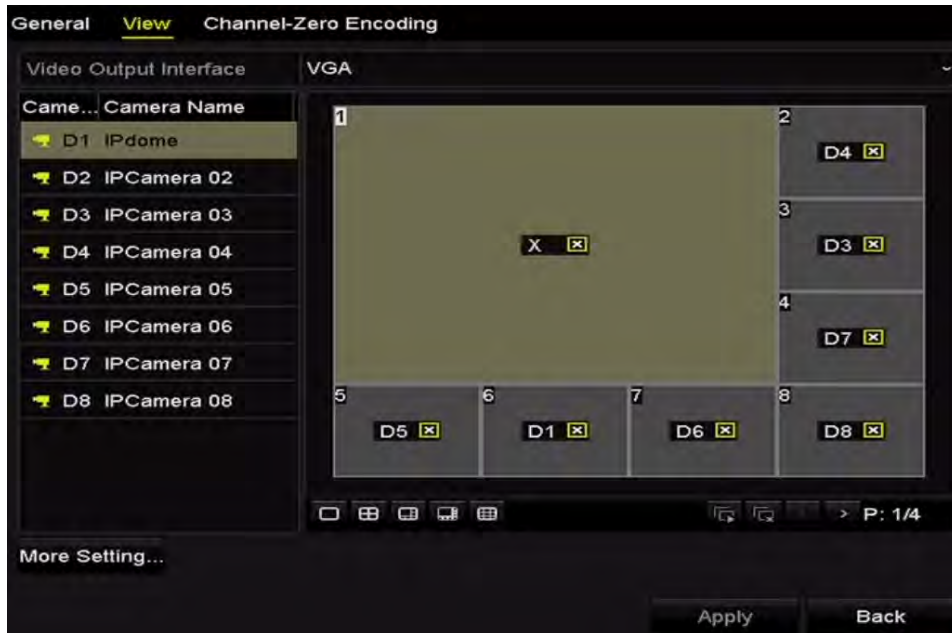 General View Channel-Zero Encoding
Video Output Interface VGA
Came... Camera Name
D1 IPdome
D2 IPCamera 02
D3 IPCamera 03
D4 IPCamera 04
D5 IPCamera 05
D6 IPCamera 06
D7 IPCamera 07
D8 IPCamera 08
1
X
2
D4
3
D3
4
D7
5
D5
6
D1
7
D6
8
D8
P: 1/4
More Setting...
Apply Back